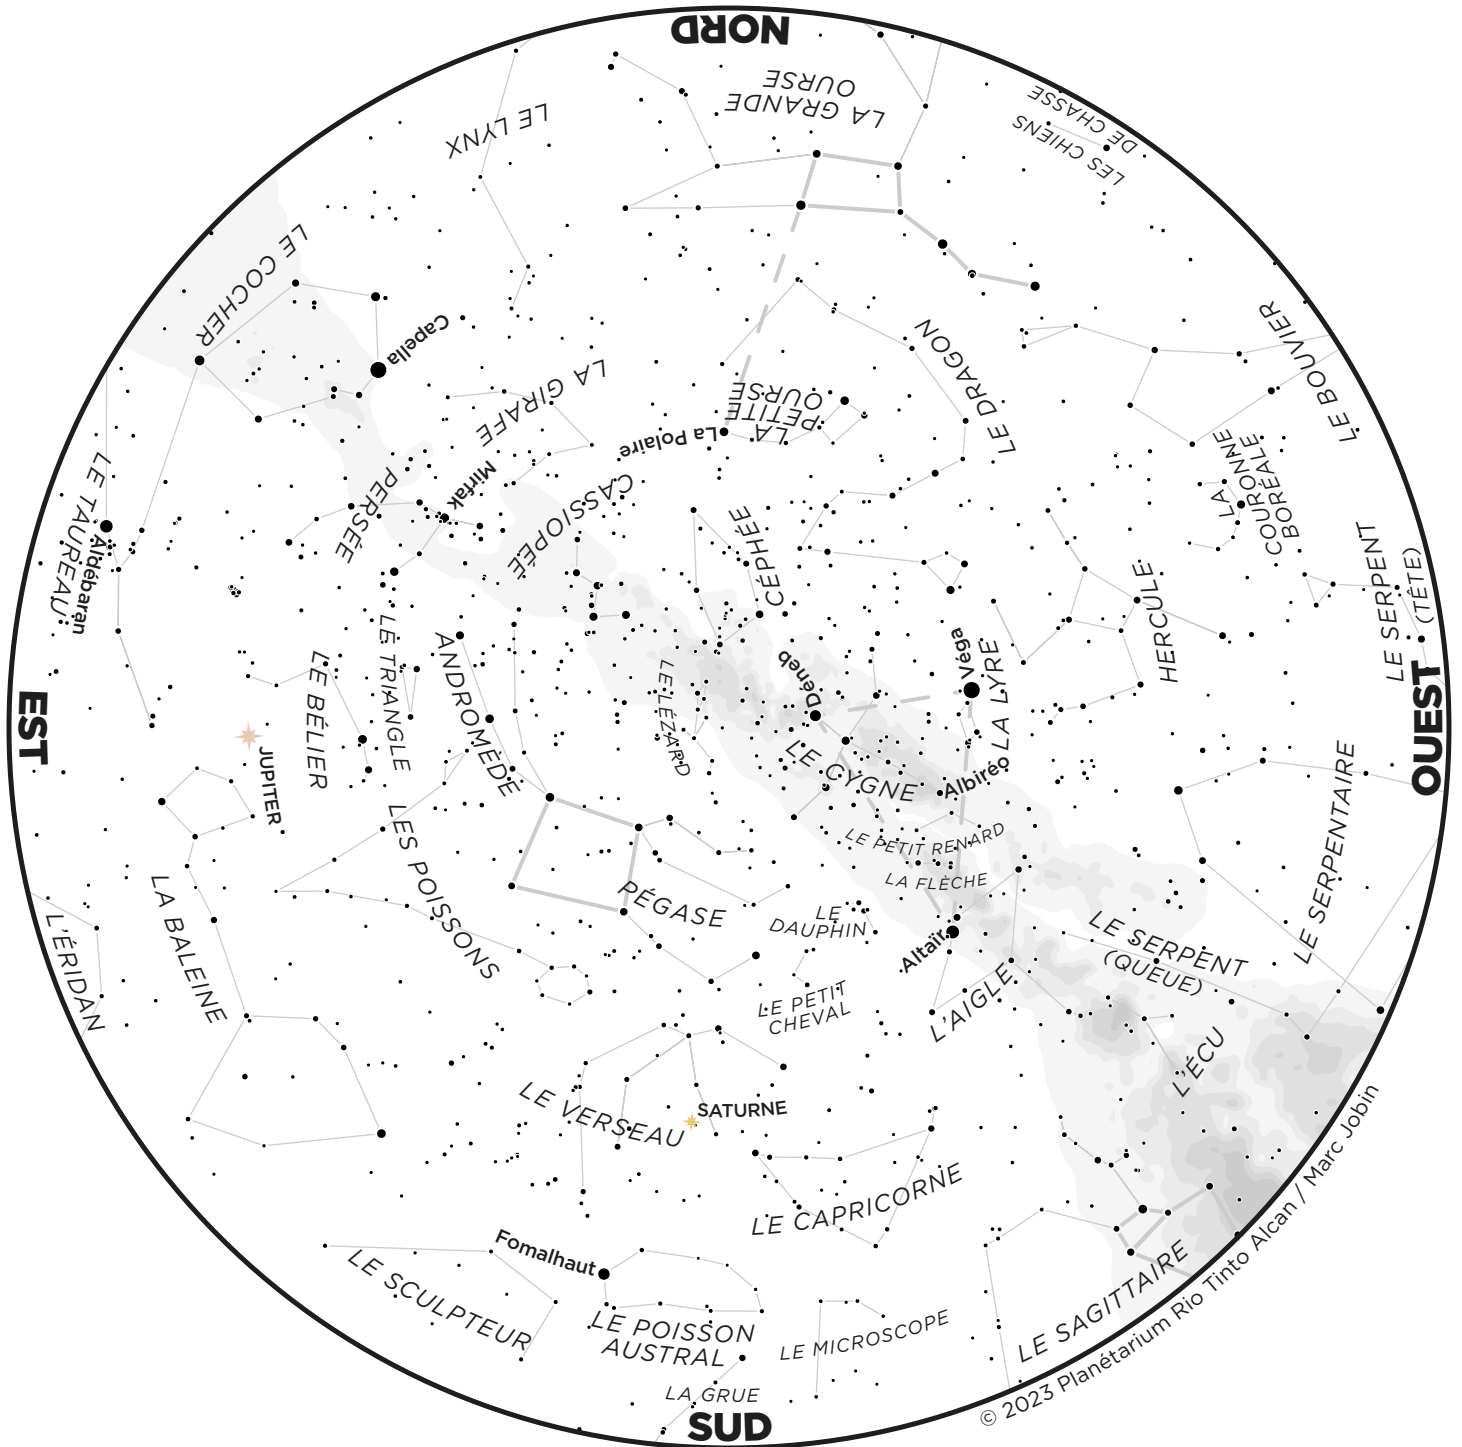 NORD
LA GRANDE
OURSE
LES CHIENS
DE CHASSE
LE LYNX
LE COCHER
Capella
LA GIRAFE
LA
PETITE
OURSE
La Polaire
LE DRAGON
LE BOUVIER
LA
COURONNE
BORÉALE
LE SERPENT
(TÊTE)
LE TAUREAU
Aldébaran
PERSÉE
Mirfak
CASSIOPÉE
CÉPHÉE
HERCULE
Véga
LA LYRE
Déneb
LE CYGNE
Albiréo
LE LÉZARD
ANDROMÈDE
LE TRIANGLE
LE BÉLIER
EST
JUPITER
OUEST
LE PETIT RENARD
LA FLÈCHE
LE
DAUPHIN
Altaïr
L'AIGLE
LE PETIT
CHEVAL
PÉGASE
LES POISSONS
LA BALEINE
L'ÉRIDAN
LE SERPENTAIRE
LE SERPENT
(QUEUE)
L'ÉCU
LE VERSEAU
SATURNE
LE CAPRICORNE
LE SAGITTAIRE
Fomalhaut
LE SCULPTEUR
LE POISSON
AUSTRAL
LE MICROSCOPE
LA GRUE
SUD
© 2023 Planétarium Rio Tinto Alcan / Marc Jobin